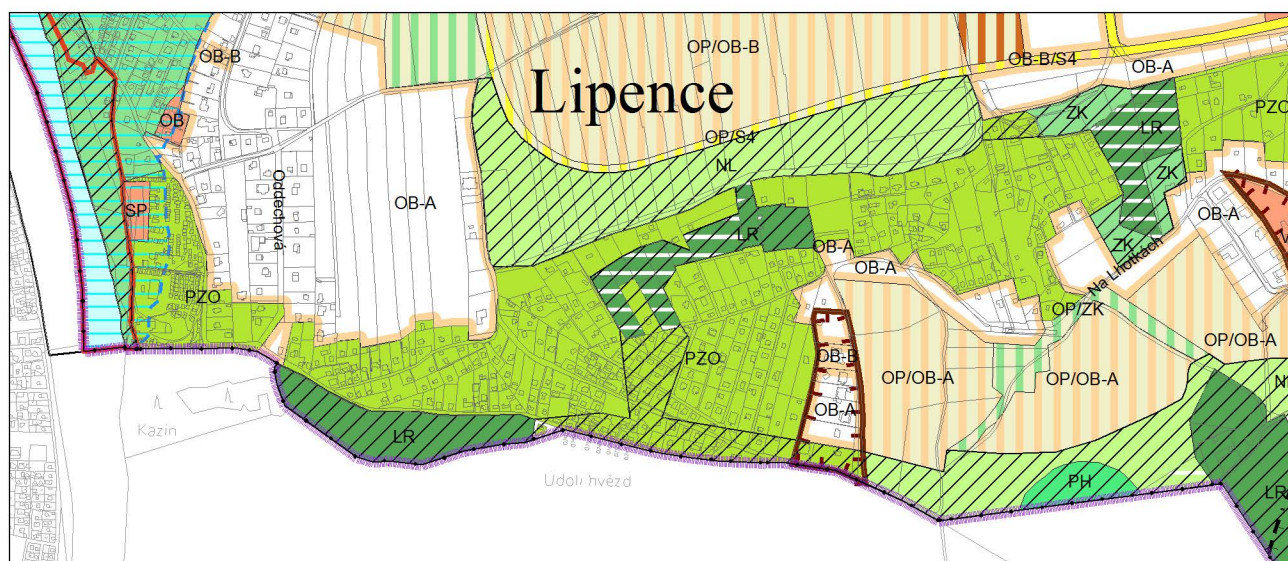 OP/OB-B
OB-B
OB-B/S4
OB-A
Lipence
PZO
OB
ZK
LR
OP/S4
NL
ZK
Oddechová
OB-A
SP
OB-A
LR
OB-A
OB-A
ZK
Na Lhotkách
PZO
OP/ZK
OP/OB-A
PZO
OB-B
OP/OB-A
OP/OB-A
OB-A
Kazín
LR
Údolí hvězd
PH
LR